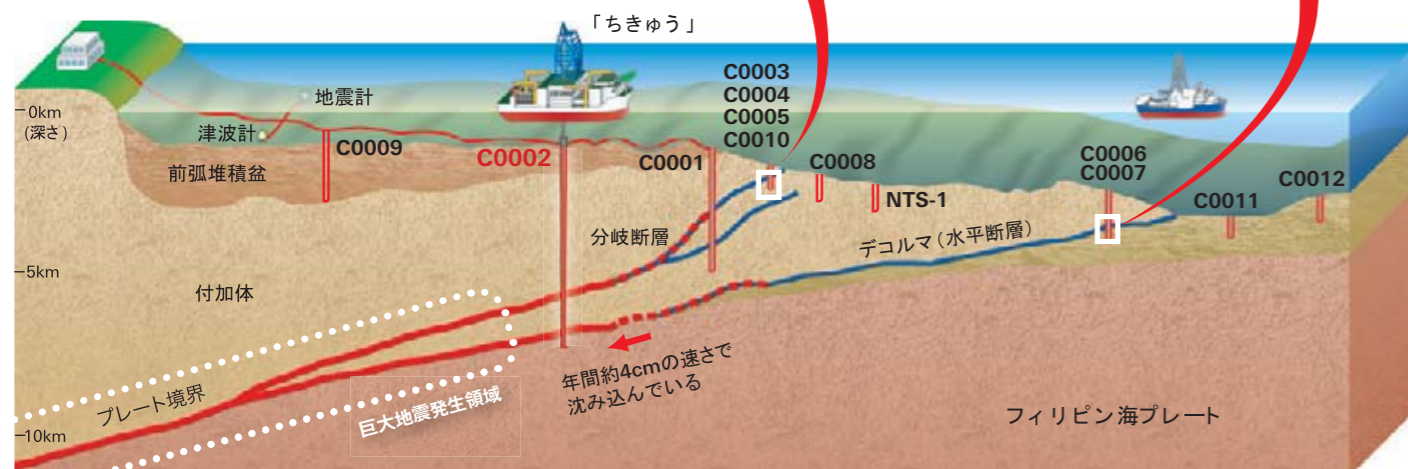 「ちきゅう」
C0003
C0004
C0005
C0010
地震計
0km
(深さ)
津波計
C0009
C0002
C0001
C0008
C0006
C0007
C0012
前弧堆積盆
NTS-1
C0011
分岐断層
デコルマ(水平断層)
5km
付加体
年間約4cmの速さで
沈み込んでいる
プレート境界
巨大地震発生領域
フィリピン海プレート
10km